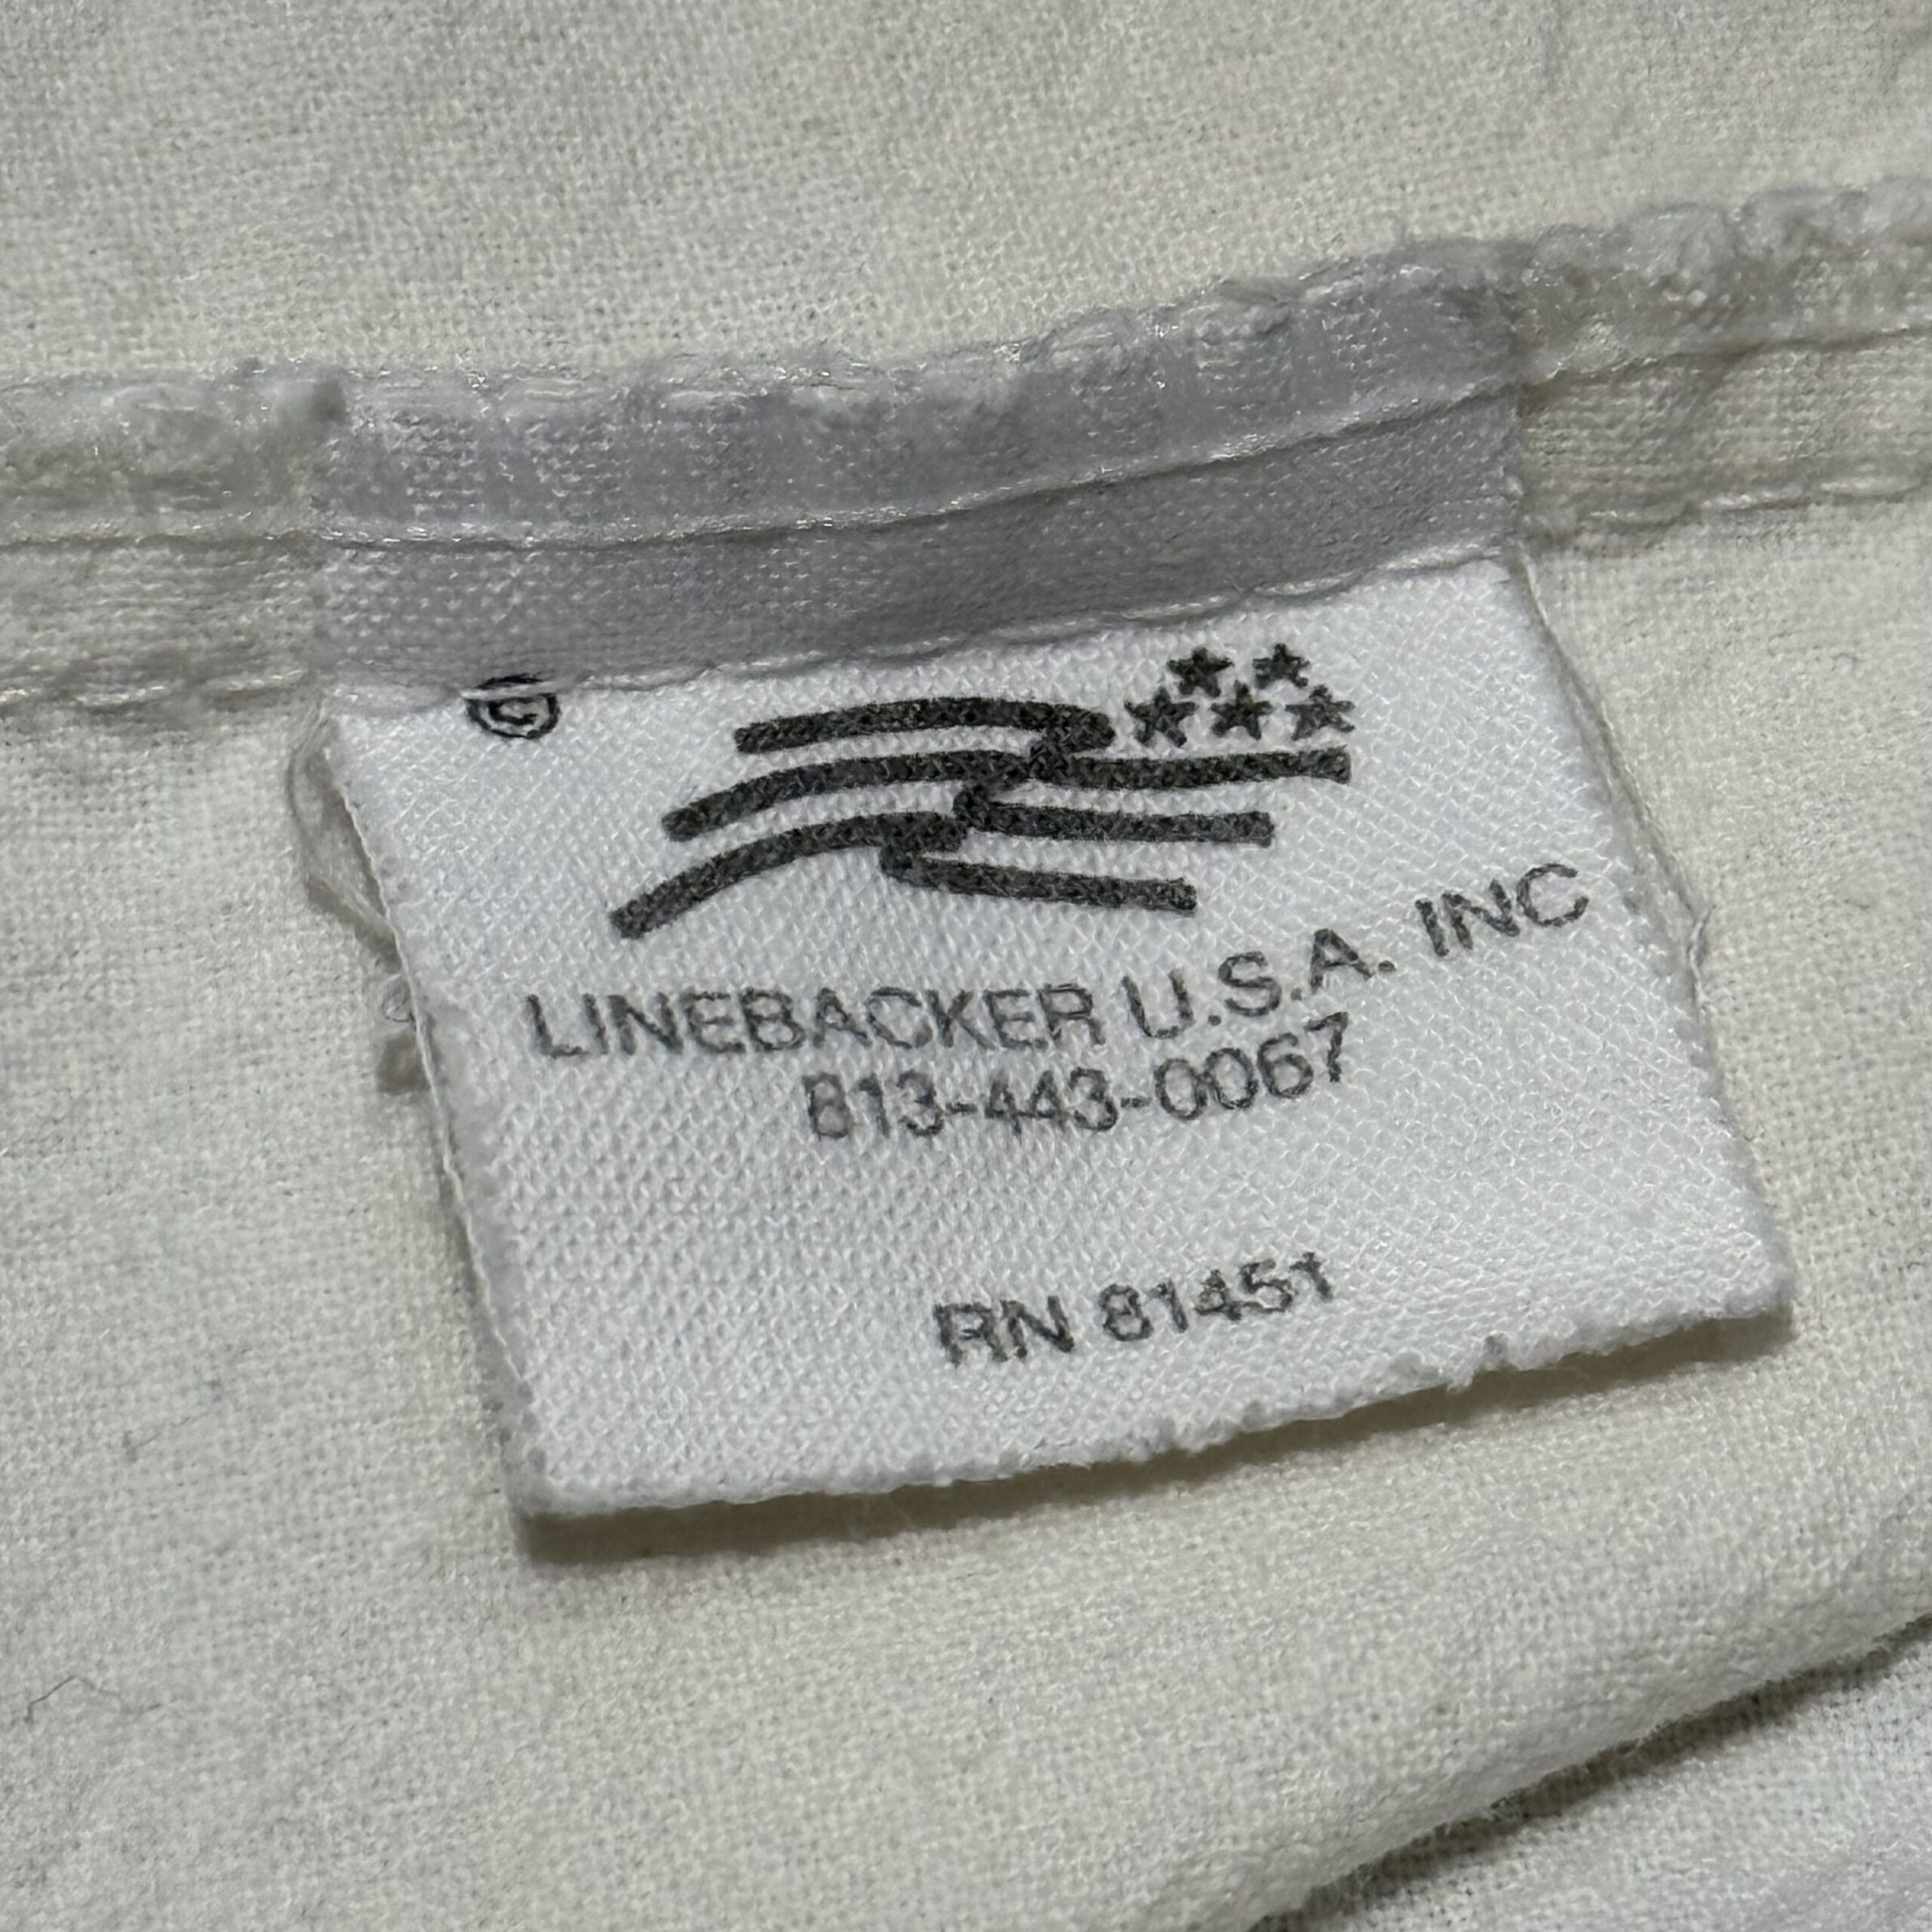 ©
LINEBACKER U.S.A. INC
813-443-0067
RN 81451